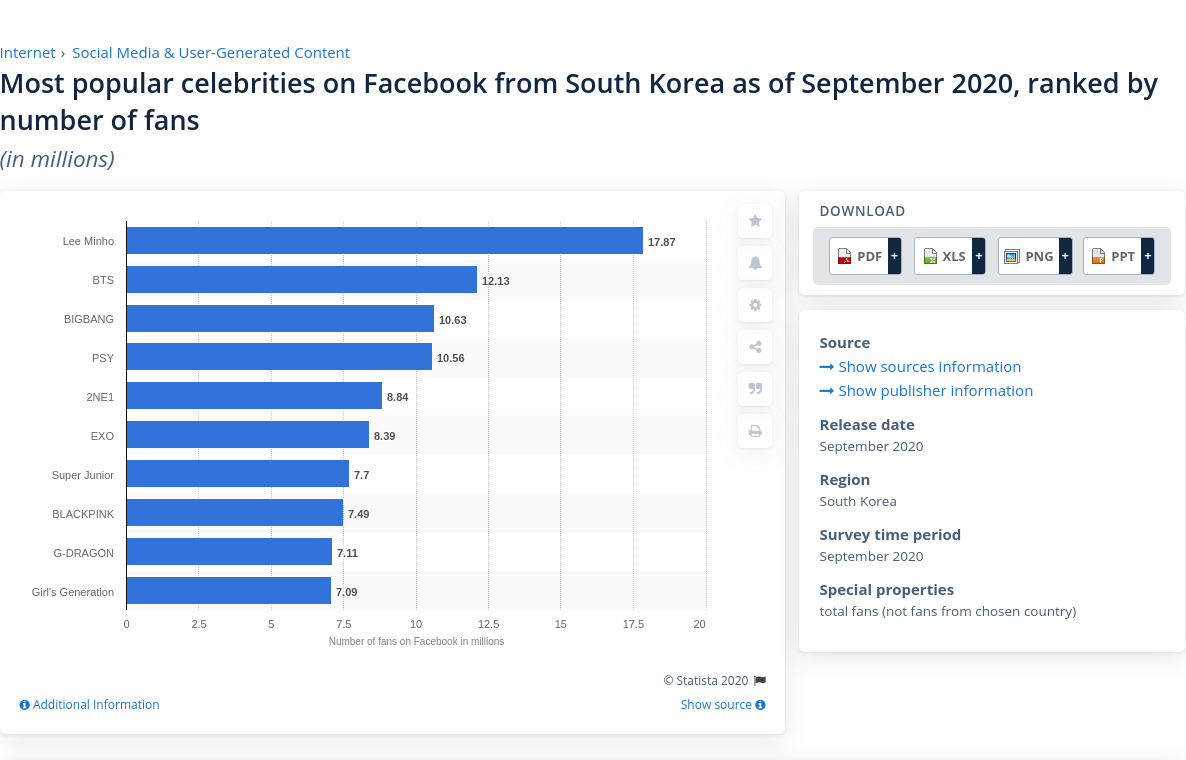 Internet › Social Media & User-Generated Content
Most popular celebrities on Facebook from South Korea as of September 2020, ranked by
number of fans
(in millions)
Lee Minho 17.87
BTS 12.13
BIGBANG 10.63
PSY 10.56
2NE1 8.84
EXO 8.39
Super Junior 7.7
BLACKPINK 7.49
G-DRAGON 7.11
Girl's Generation 7.09
0 2.5 5 7.5 10 12.5 15 17.5 20
Number of fans on Facebook in millions
© Statista 2020
Additional Information
Show source
DOWNLOAD
PDF + XLS + PNG + PPT +
Source
Show sources information
Show publisher information
Release date
September 2020
Region
South Korea
Survey time period
September 2020
Special properties
total fans (not fans from chosen country)